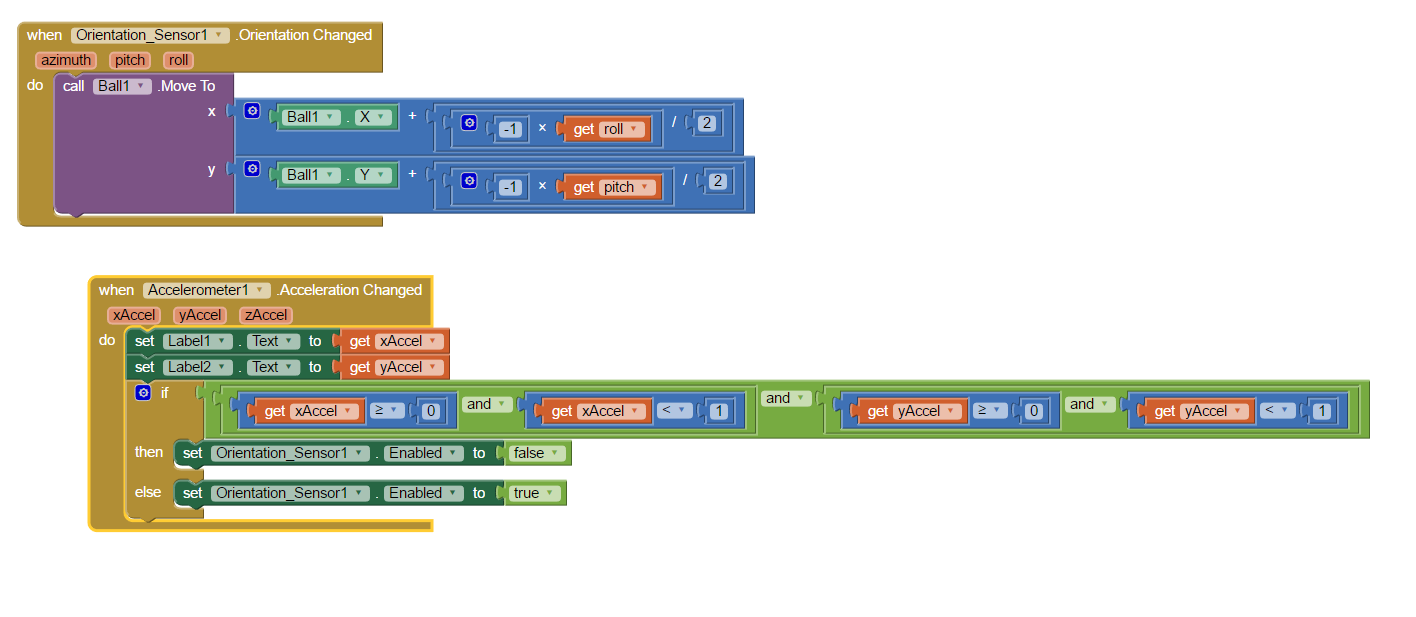 when Orientation_Sensor1 .Orientation Changed
azimuth pitch roll
do call Ball1 .Move To
x Ball1 . X + -1 × get roll / 2
y Ball1 . Y + -1 × get pitch / 2
when Accelerometer1 .Acceleration Changed
xAccel yAccel zAccel
do set Label1 . Text to get xAccel
set Label2 . Text to get yAccel
if get xAccel ≥ 0 and get xAccel < 1 and get yAccel ≥ 0 and get yAccel < 1
then set Orientation_Sensor1 . Enabled to false
else set Orientation_Sensor1 . Enabled to true